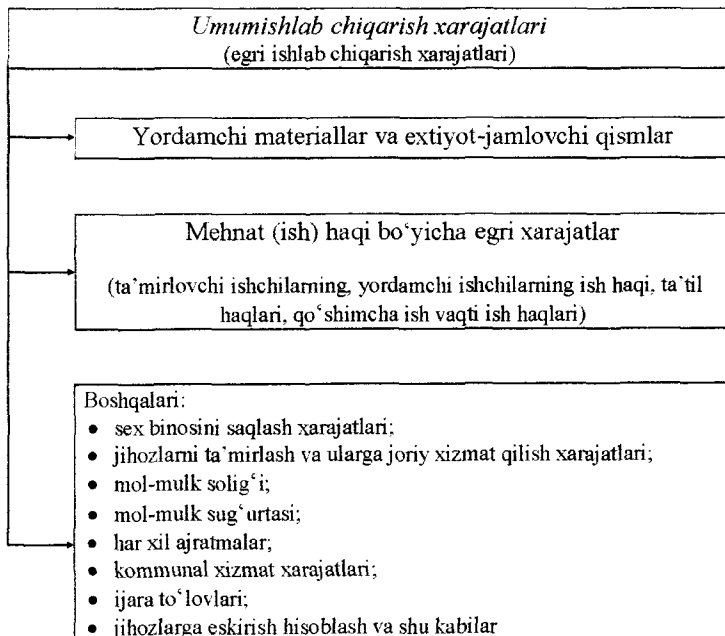 Umumishlab chiqarish xarajatlari
(egri ishlab chiqarish xarajatlari)
Yordamchi materiallar va extiyot-jamlovchi qismlar
Mehnat (ish) haqi bo‘yicha egri xarajatlar
(ta’mirlovchi ishchilarning, yordamchi ishchilarning ish haqi, ta’til
haqlari, qo‘shimcha ish vaqti ish haqlari)
Boshqalari:
• sex binosini saqlash xarajatlari;
• jihozlarni ta’mirlash va ularga joriy xizmat qilish xarajatlari;
• mol-mulk solig‘i;
• mol-mulk sug‘urtasi;
• har xil ajratmalar;
• kommunal xizmat xarajatlari;
• ijara to‘lovlari;
• jihozlarga eskirish hisoblash va shu kabilar